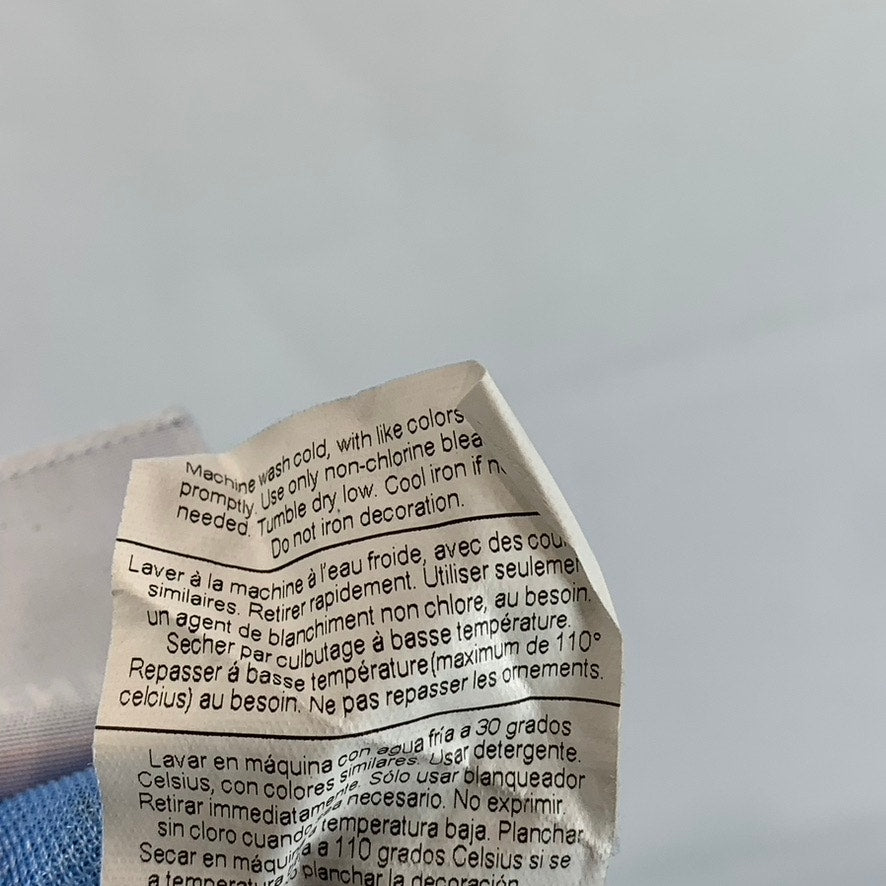 Machine wash cold, with like colors
promptly. Use only non-chlorine blea
needed. Tumble dry low. Cool iron if n
Do not iron decoration.
Laver à la machine à l'eau froide, avec des cou
similaires. Retirer rapidement. Utiliser seulemen
un agent de blanchiment non chlore, au besoin.
Secher par culbutage à basse température.
Repasser á basse température (maximum de 110°
celcius) au besoin. Ne pas repasser les ornements.
Lavar en máquina con agua fría a 30 grados
Celsius, con colores similares. Usar detergente.
Retirar immediatamente. Sólo usar blanqueador
sin cloro cuando necesario. No exprimir.
Secar en máquina temperatura baja. Planchar
a temperatura a 110 grados Celsius si se
planchar la decoración.